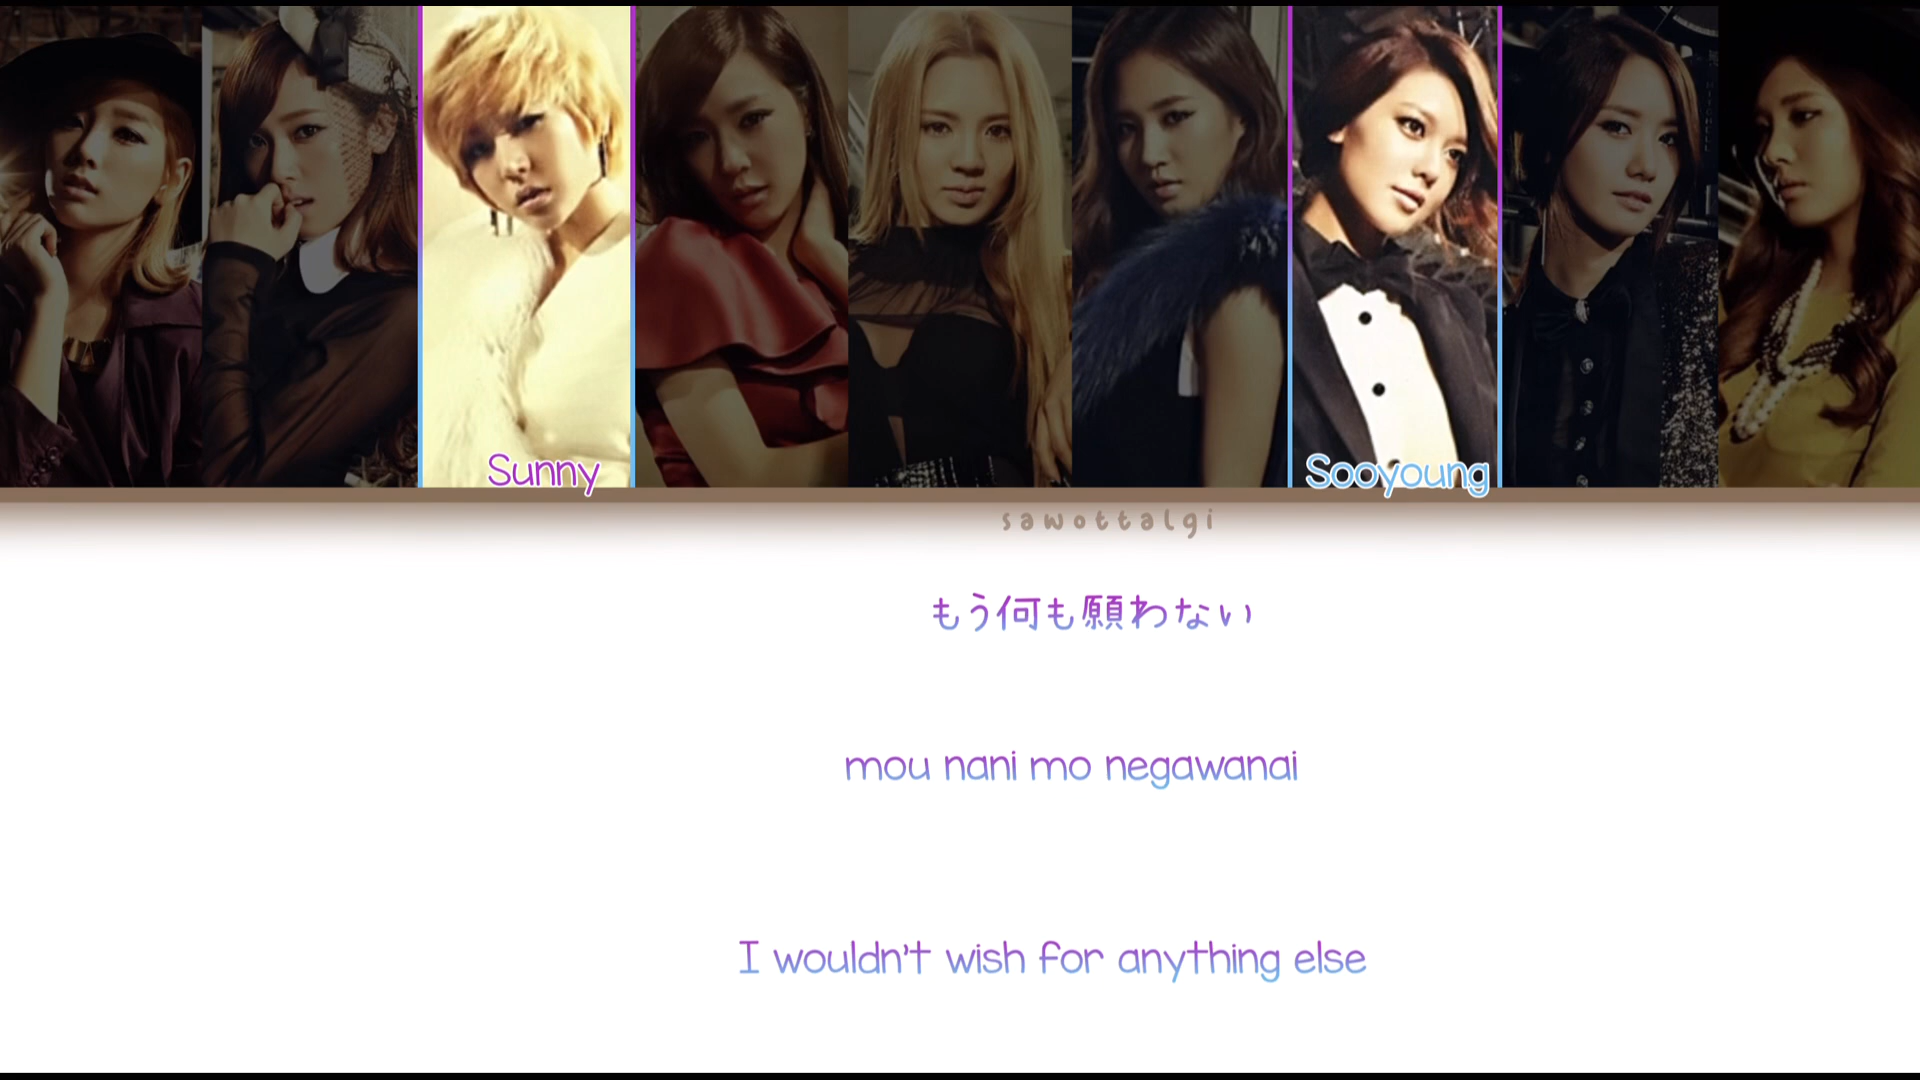 Sunny
Sooyoung
sawottalgi
もう何も願わない
mou nani mo negawanai
I wouldn't wish for anything else